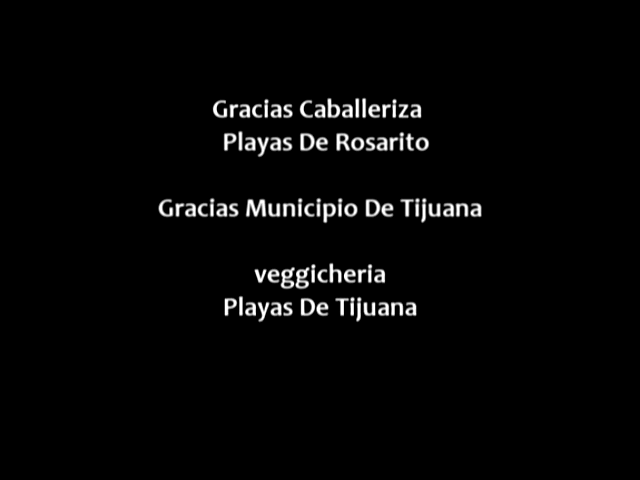 Gracias Caballeriza
Playas De Rosarito
Gracias Municipio De Tijuana
veggicheria
Playas De Tijuana